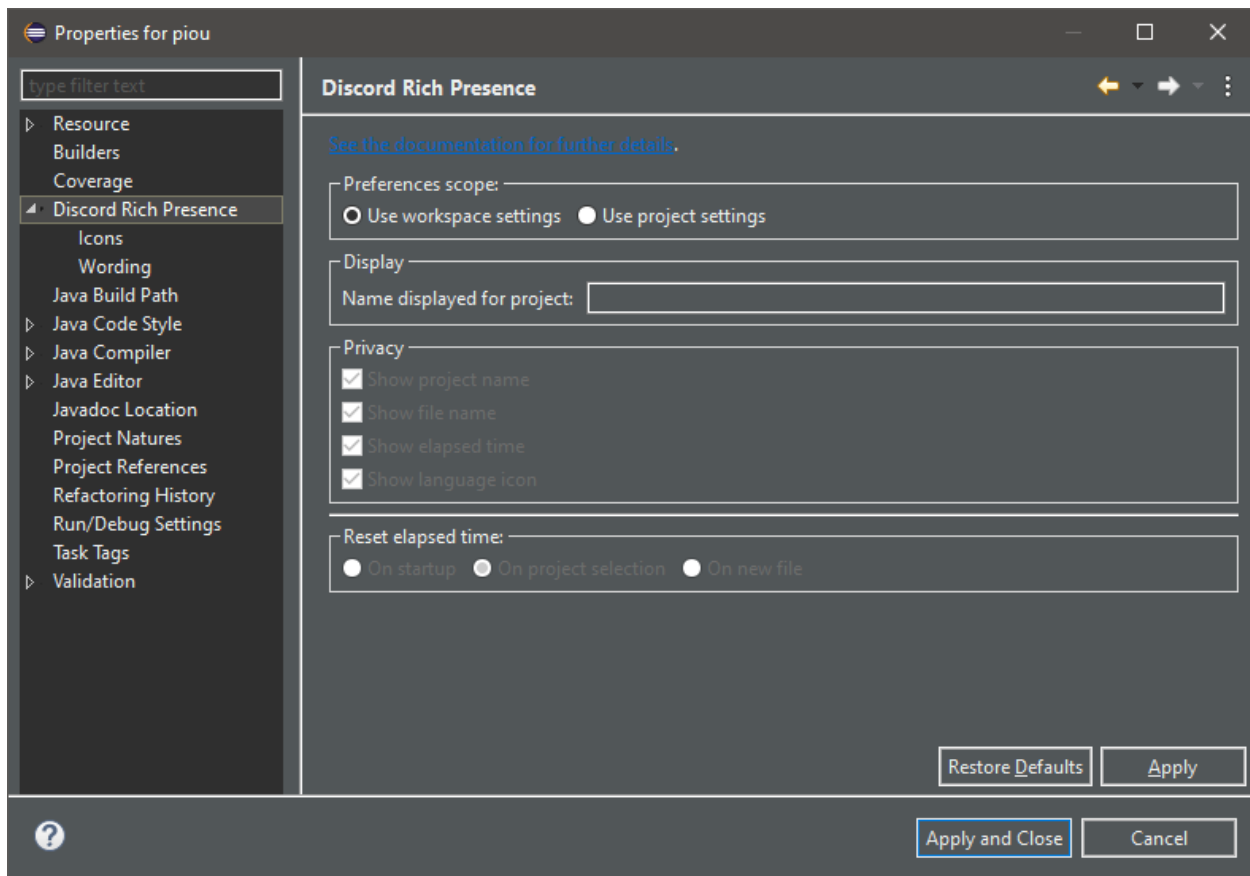 Properties for piou
type filter text
Resource
Builders
Coverage
Discord Rich Presence
Icons
Wording
Java Build Path
Java Code Style
Java Compiler
Java Editor
Javadoc Location
Project Natures
Project References
Refactoring History
Run/Debug Settings
Task Tags
Validation
Discord Rich Presence
See the documentation for further details.
Preferences scope:
Use workspace settings Use project settings
Display
Name displayed for project:
Privacy
Show project name
Show file name
Show elapsed time
Show language icon
Reset elapsed time:
On startup On project selection On new file
Restore Defaults Apply
Apply and Close Cancel